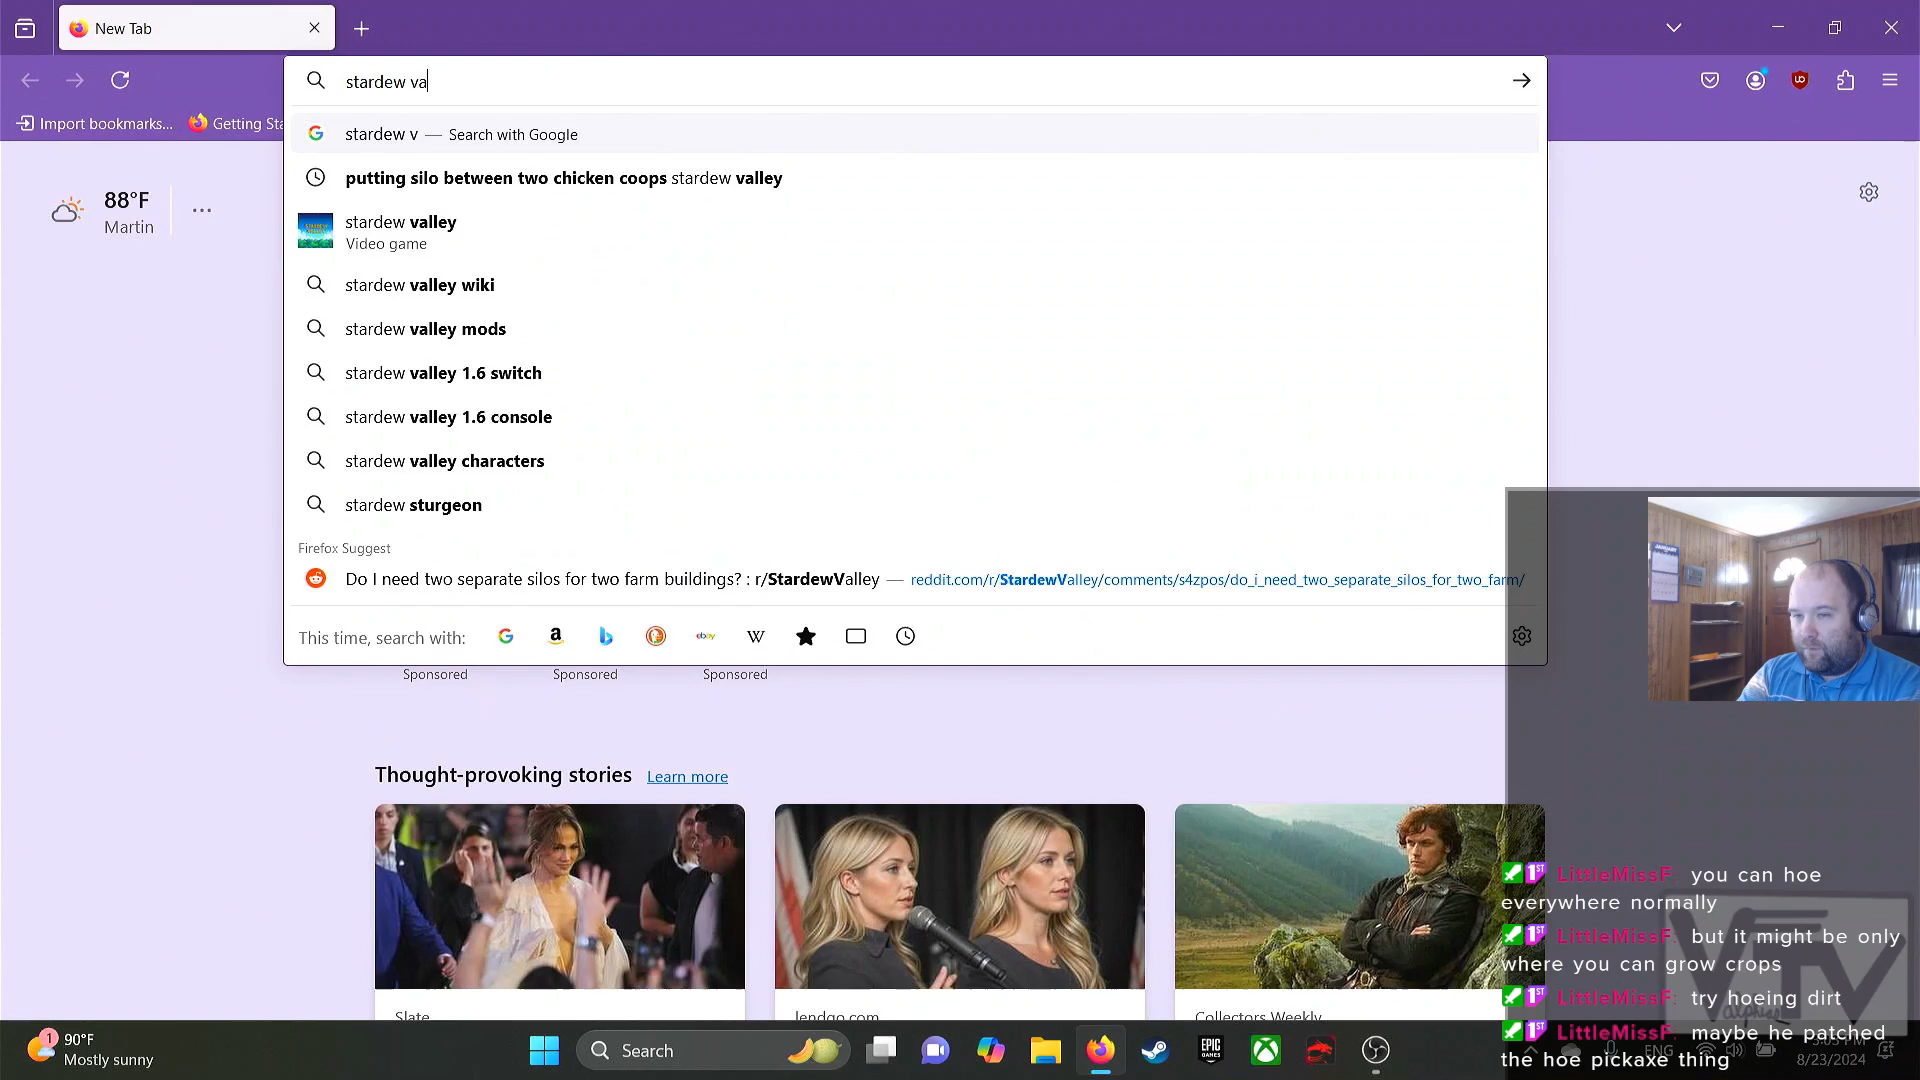 New Tab
stardew va
Import bookmarks...
Getting Sta
stardew v — Search with Google
putting silo between two chicken coops stardew valley
88°F
Martin
stardew valley
Video game
stardew valley wiki
stardew valley mods
stardew valley 1.6 switch
stardew valley 1.6 console
stardew valley characters
stardew sturgeon
Firefox Suggest
Do I need two separate silos for two farm buildings? : r/StardewValley — reddit.com/r/StardewValley/comments/s4zpos/do_i_need_two_separate_silos_for_two_farm/
This time, search with:
Sponsored
Sponsored
Sponsored
Thought-provoking stories Learn more
LittleMissF: you can hoe
everywhere normally
LittleMissF: but it might be only
where you can grow crops
LittleMissF: try hoeing dirt
LittleMissF: maybe he patched
the hoe pickaxe thing
Slate
lendgo.com
Collectors Weekly
90°F
Mostly sunny
Search
ENG
8/23/2024